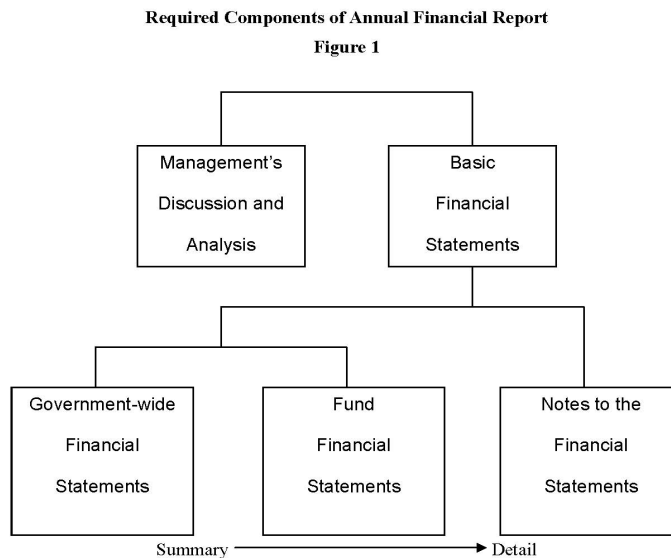 Required Components of Annual Financial Report
Figure 1
Management’s
Discussion and
Analysis
Basic
Financial
Statements
Government-wide
Financial
Statements
Fund
Financial
Statements
Notes to the
Financial
Statements
Summary
Detail